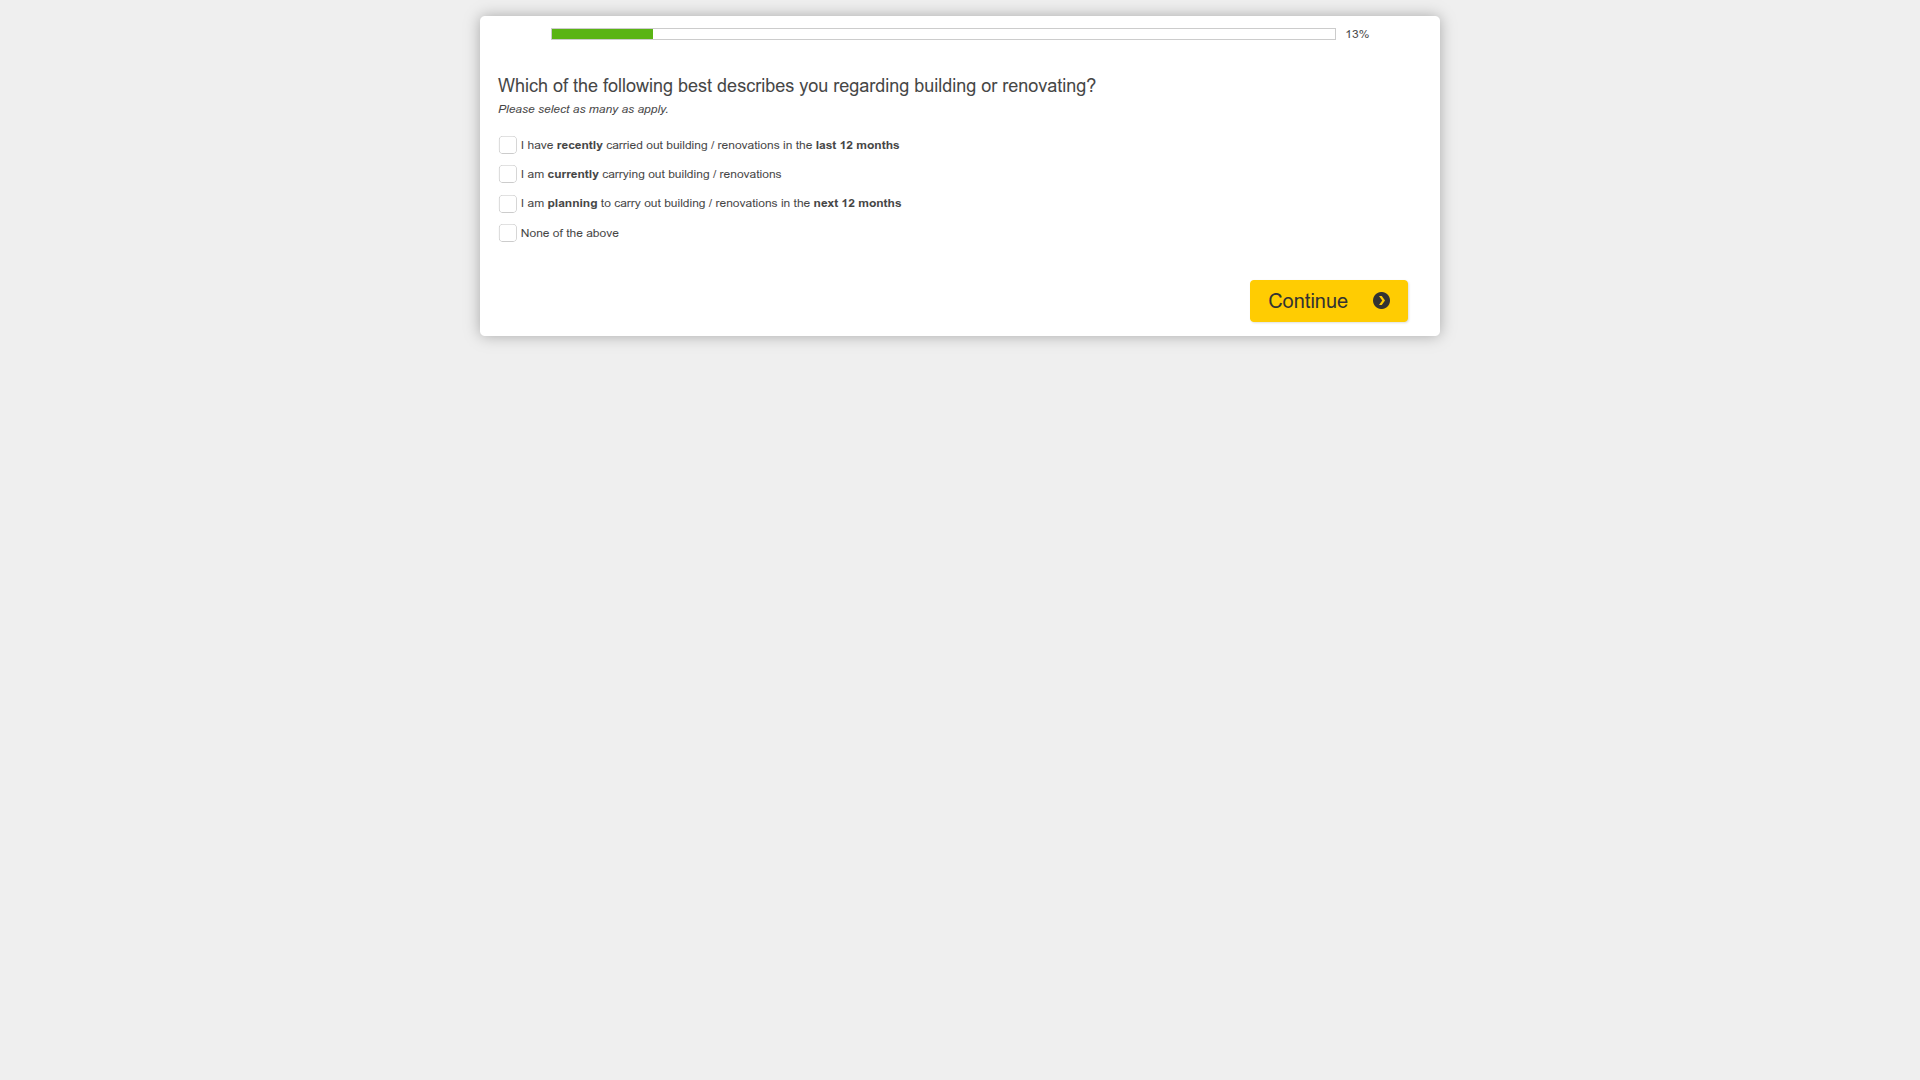 13%
Which of the following best describes you regarding building or renovating?
Please select as many as apply.
I have recently carried out building / renovations in the last 12 months
I am currently carrying out building / renovations
I am planning to carry out building / renovations in the next 12 months
None of the above
Continue